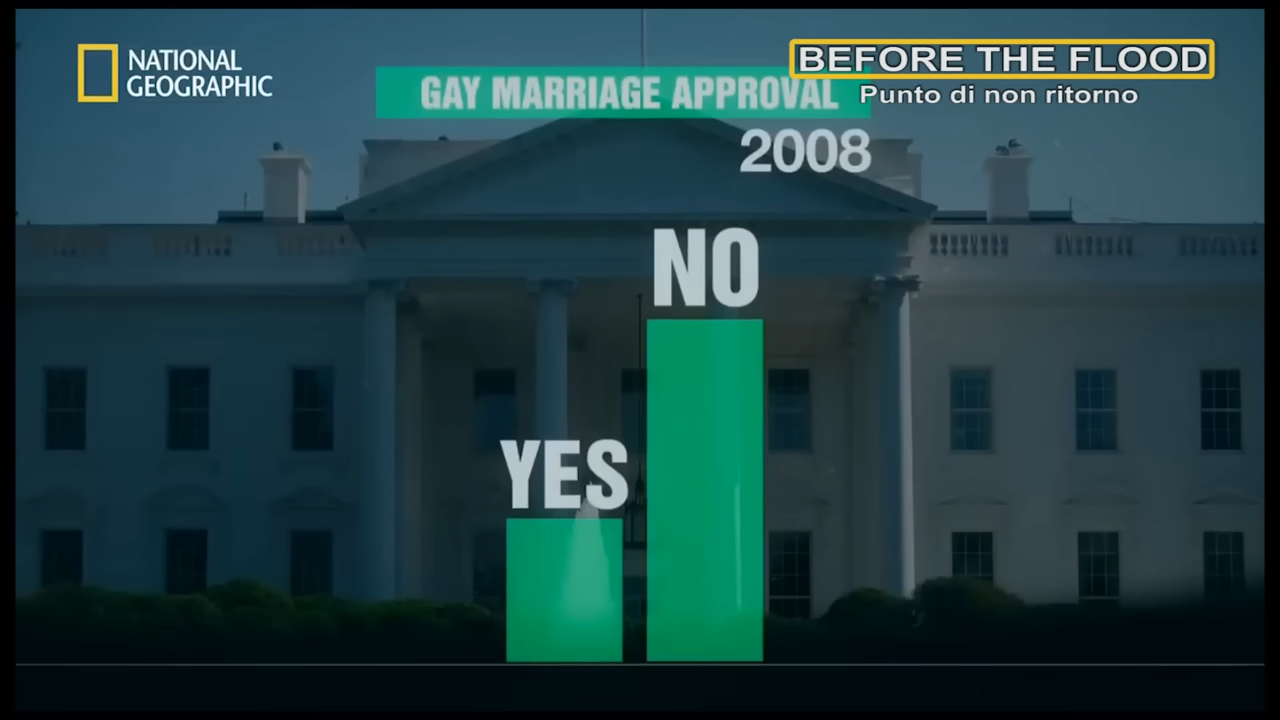 NATIONAL
GEOGRAPHIC
BEFORE THE FLOOD
Punto di non ritorno
GAY MARRIAGE APPROVAL
2008
NO
YES